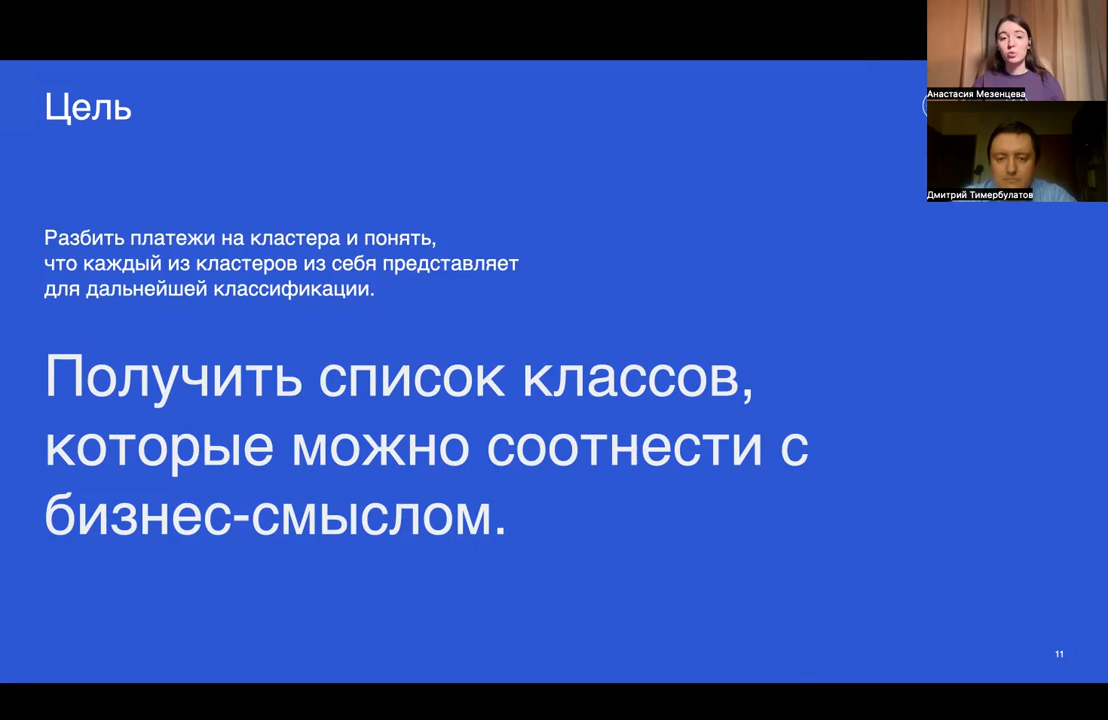 Цель
Анастасия Мезенцева
Дмитрий Тимербулатов
Разбить платежи на кластера и понять,
что каждый из кластеров из себя представляет
для дальнейшей классификации.
Получить список классов,
которые можно соотнести с
бизнес-смыслом.
11